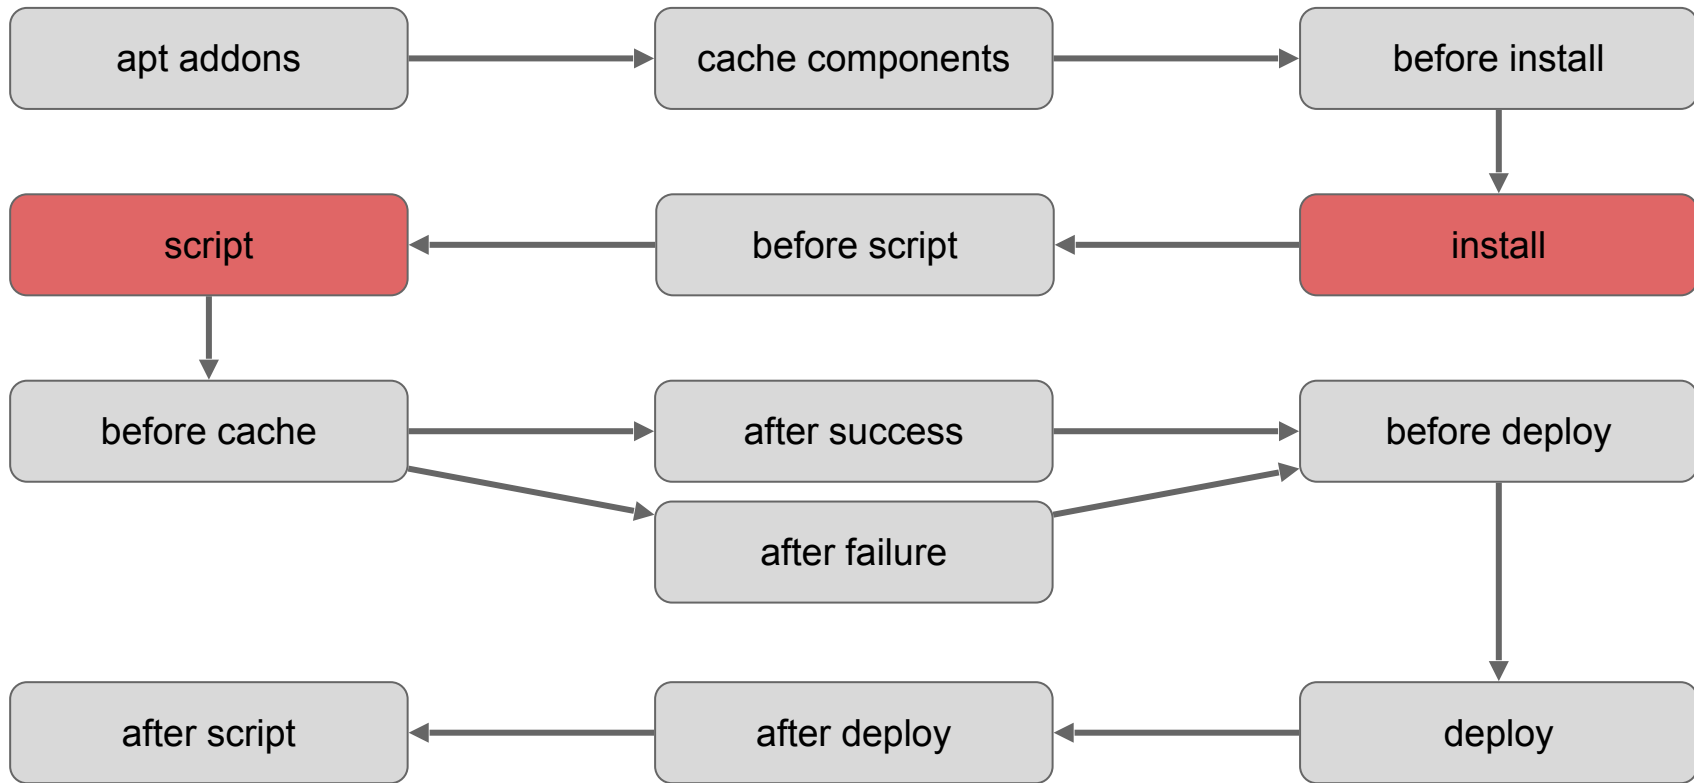 apt addons
cache components
before install
script
before script
install
before cache
after success
before deploy
after failure
after script
after deploy
deploy